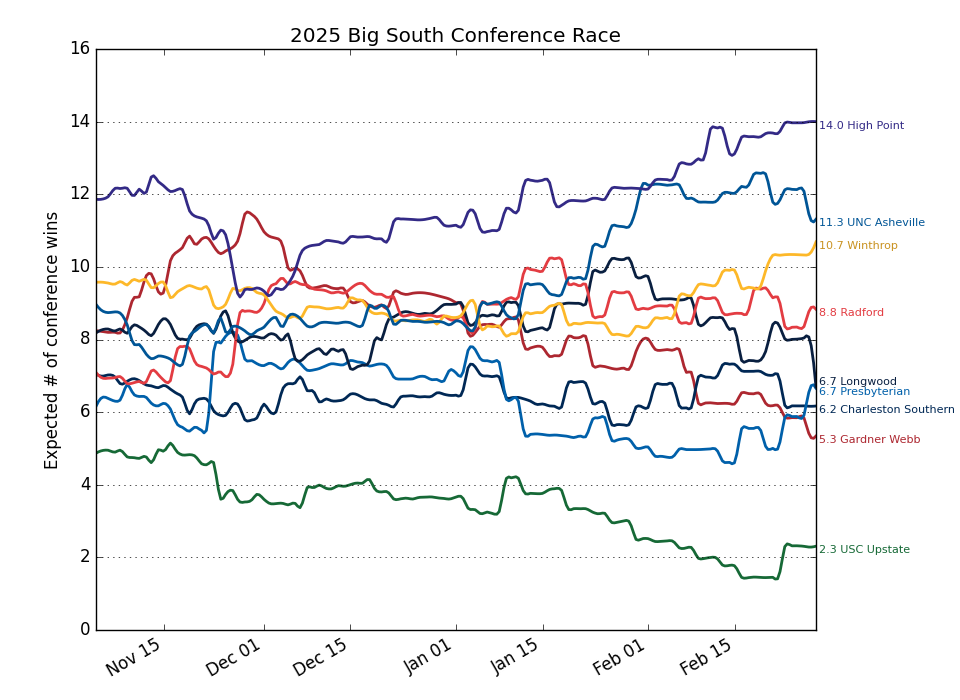 2025 Big South Conference Race
Expected # of conference wins
16
14
12
10
8
6
4
2
0
14.0 High Point
11.3 UNC Asheville
10.7 Winthrop
8.8 Radford
6.7 Longwood
6.7 Presbyterian
6.2 Charleston Southern
5.3 Gardner Webb
2.3 USC Upstate
Nov 15
Dec 01
Dec 15
Jan 01
Jan 15
Feb 01
Feb 15